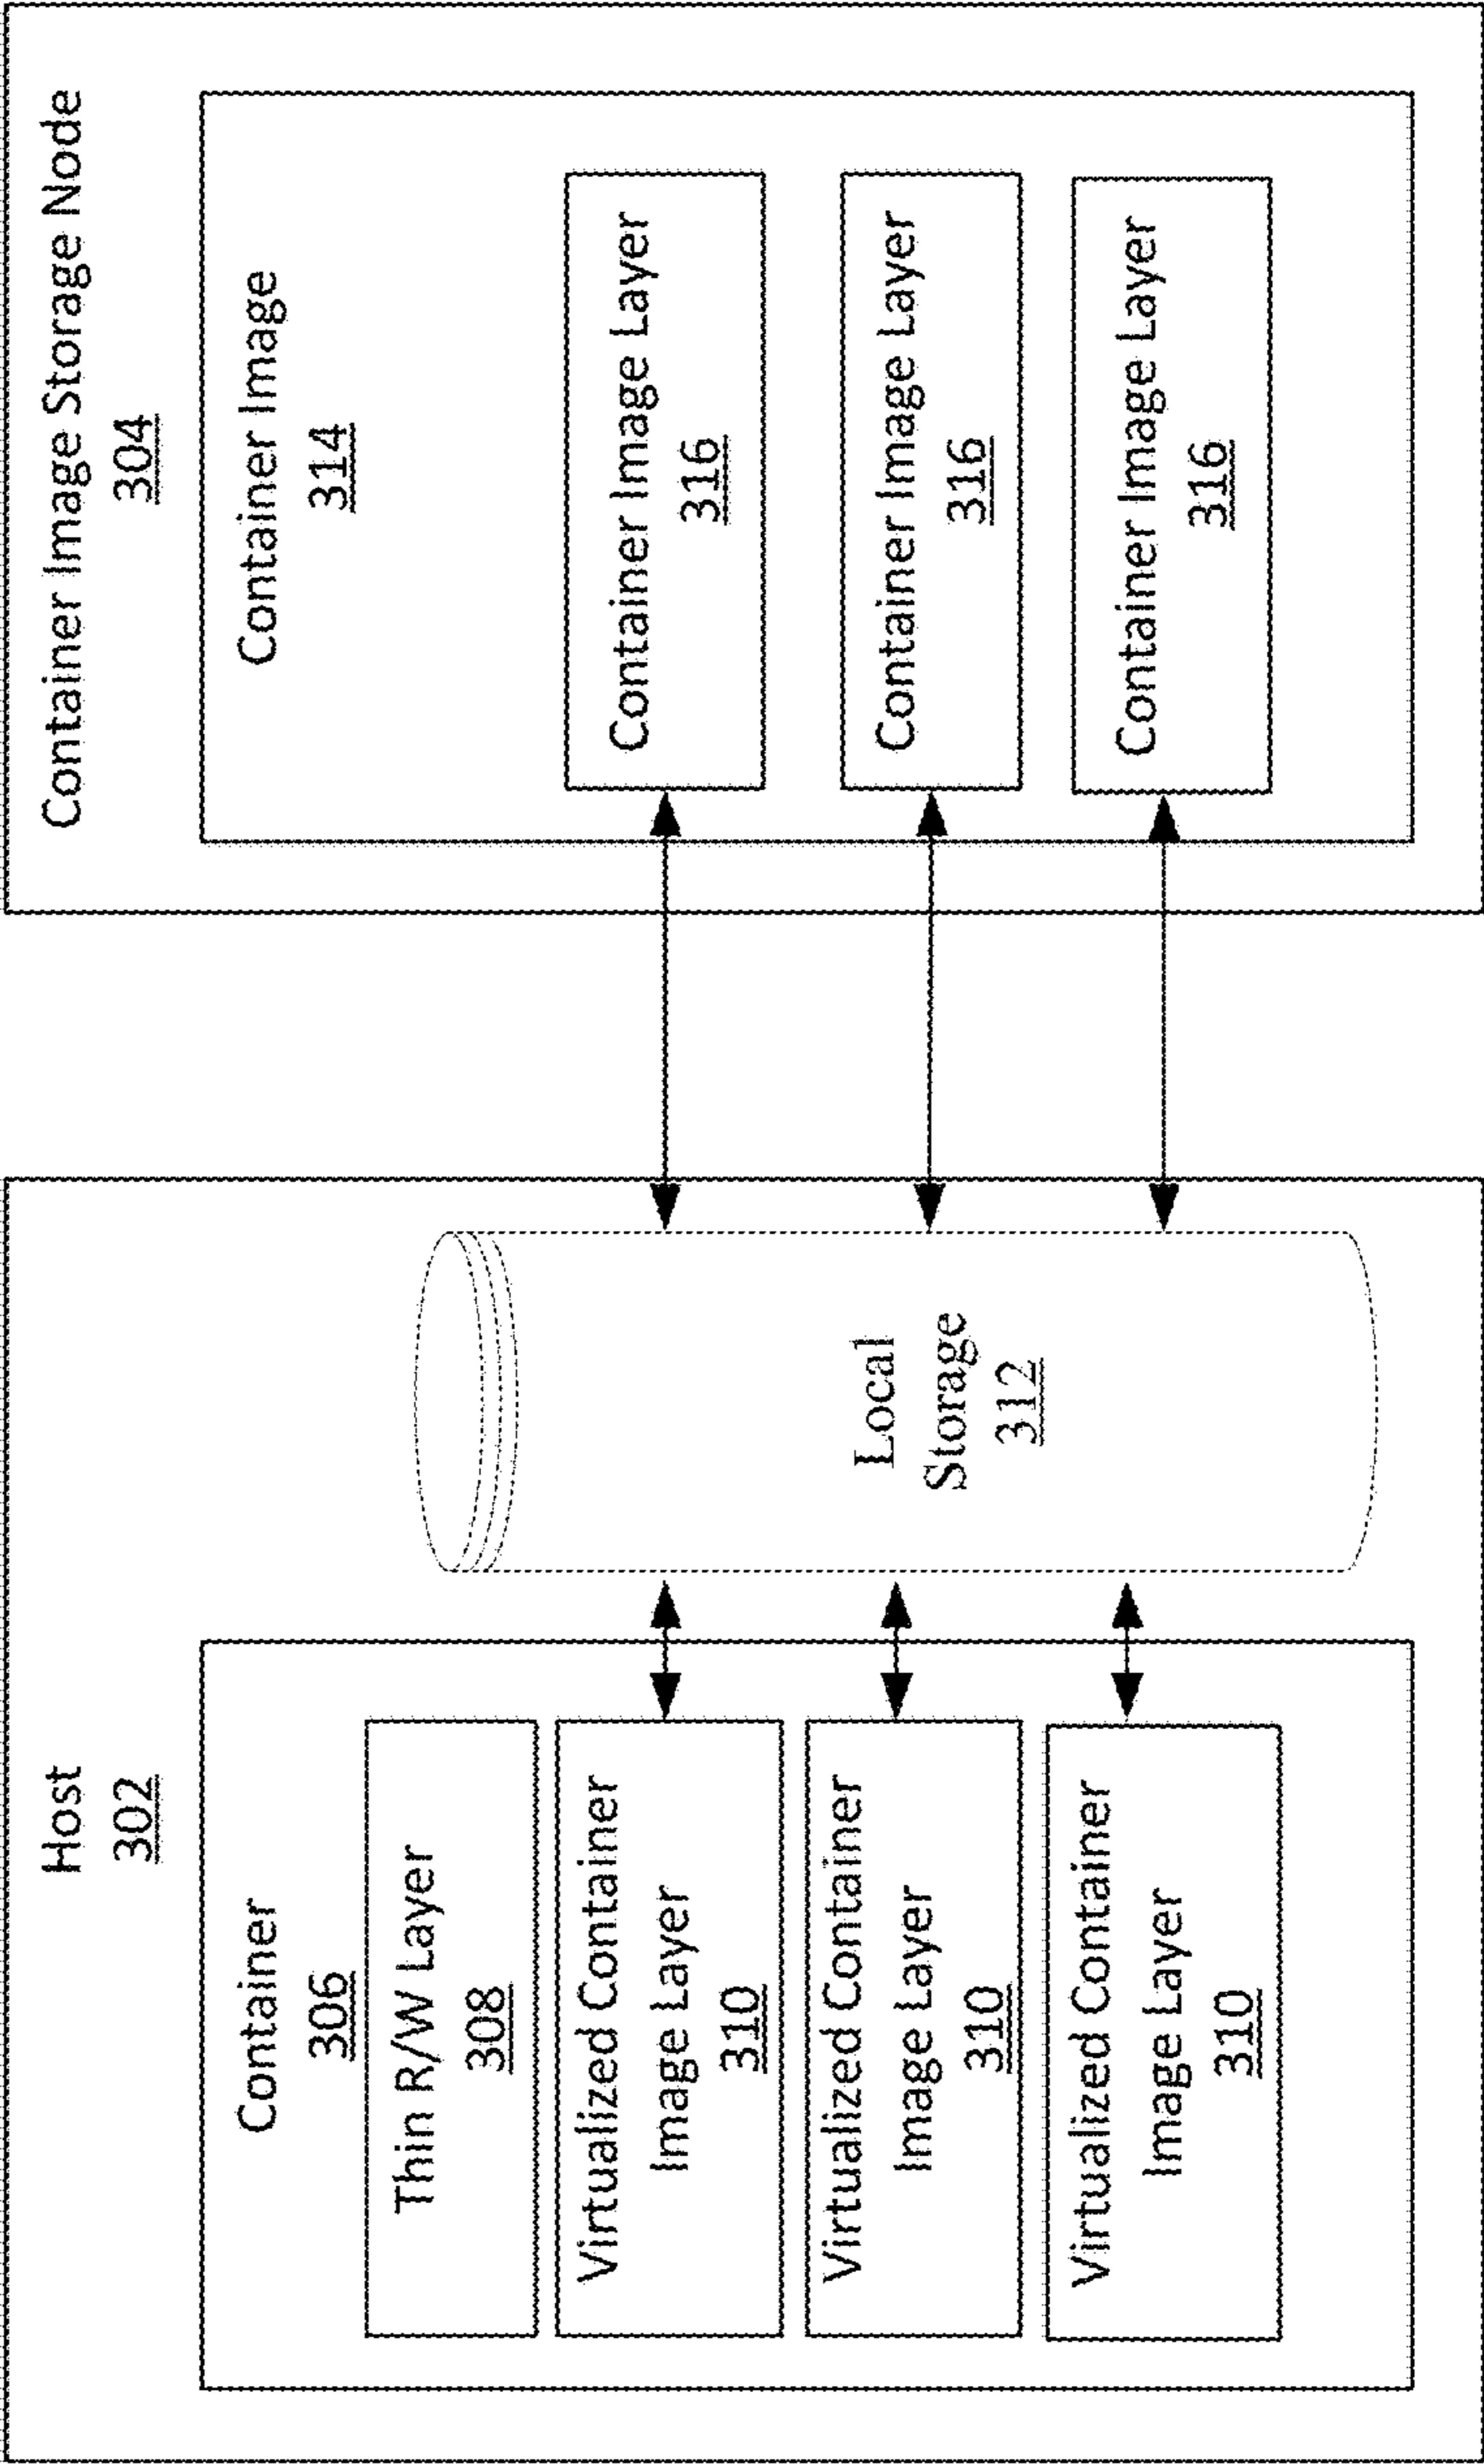 Host
302
Container
306
Thin R/W Layer
308
Virtualized Container
Image Layer
310
Virtualized Container
Image Layer
310
Virtualized Container
Image Layer
310
Local
Storage
312
Container Image Storage Node
304
Container Image
314
Container Image Layer
316
Container Image Layer
316
Container Image Layer
316